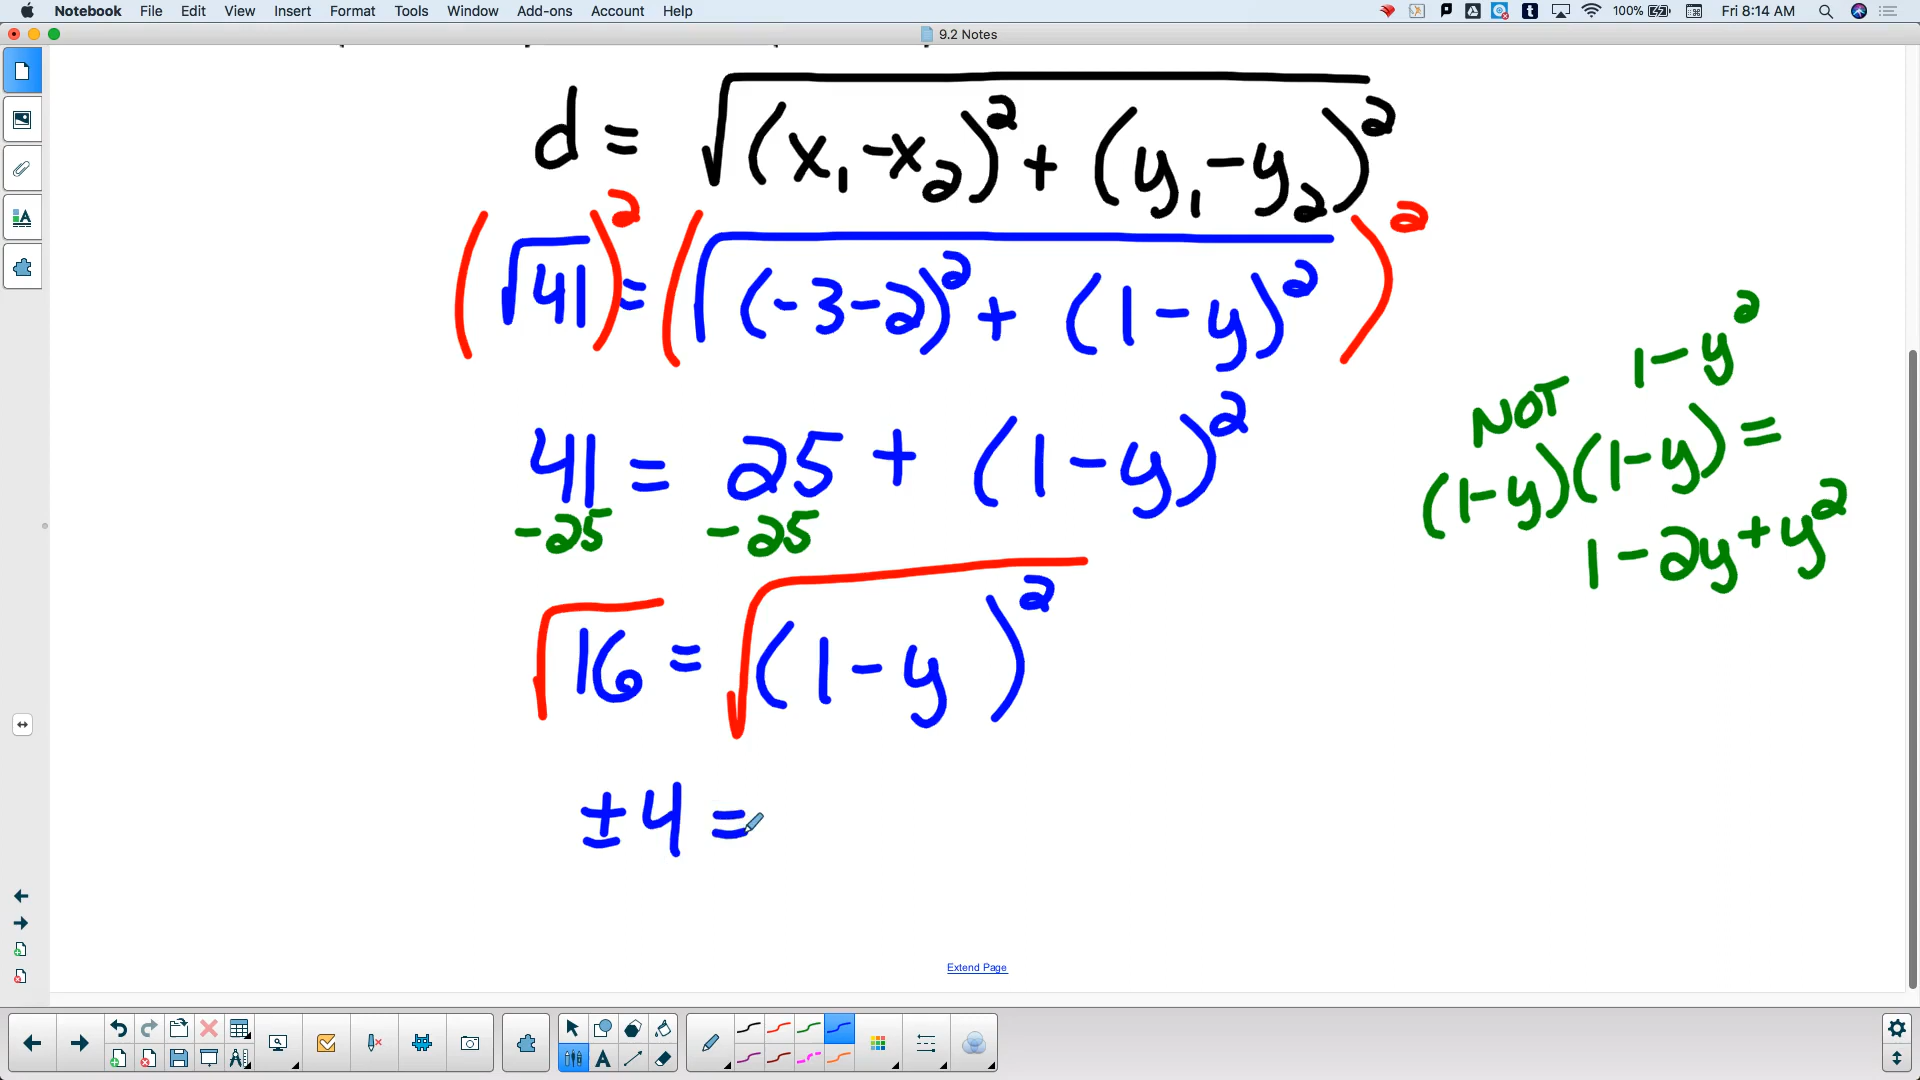 Notebook File Edit View Insert Format Tools Window Add-ons Account Help 100% Fri 8:14 AM
9.2 Notes
d = √((x₁-x₂)² + (y₁-y₂)²)
(√41)² = (√((-3-2)² + (1-y)²))²
41 = 25 + (1-y)²
-25 -25
√16 = √((1-y)²)
±4 =
NOT 1-y²
(1-y)(1-y) =
1-2y+y²
Extend Page